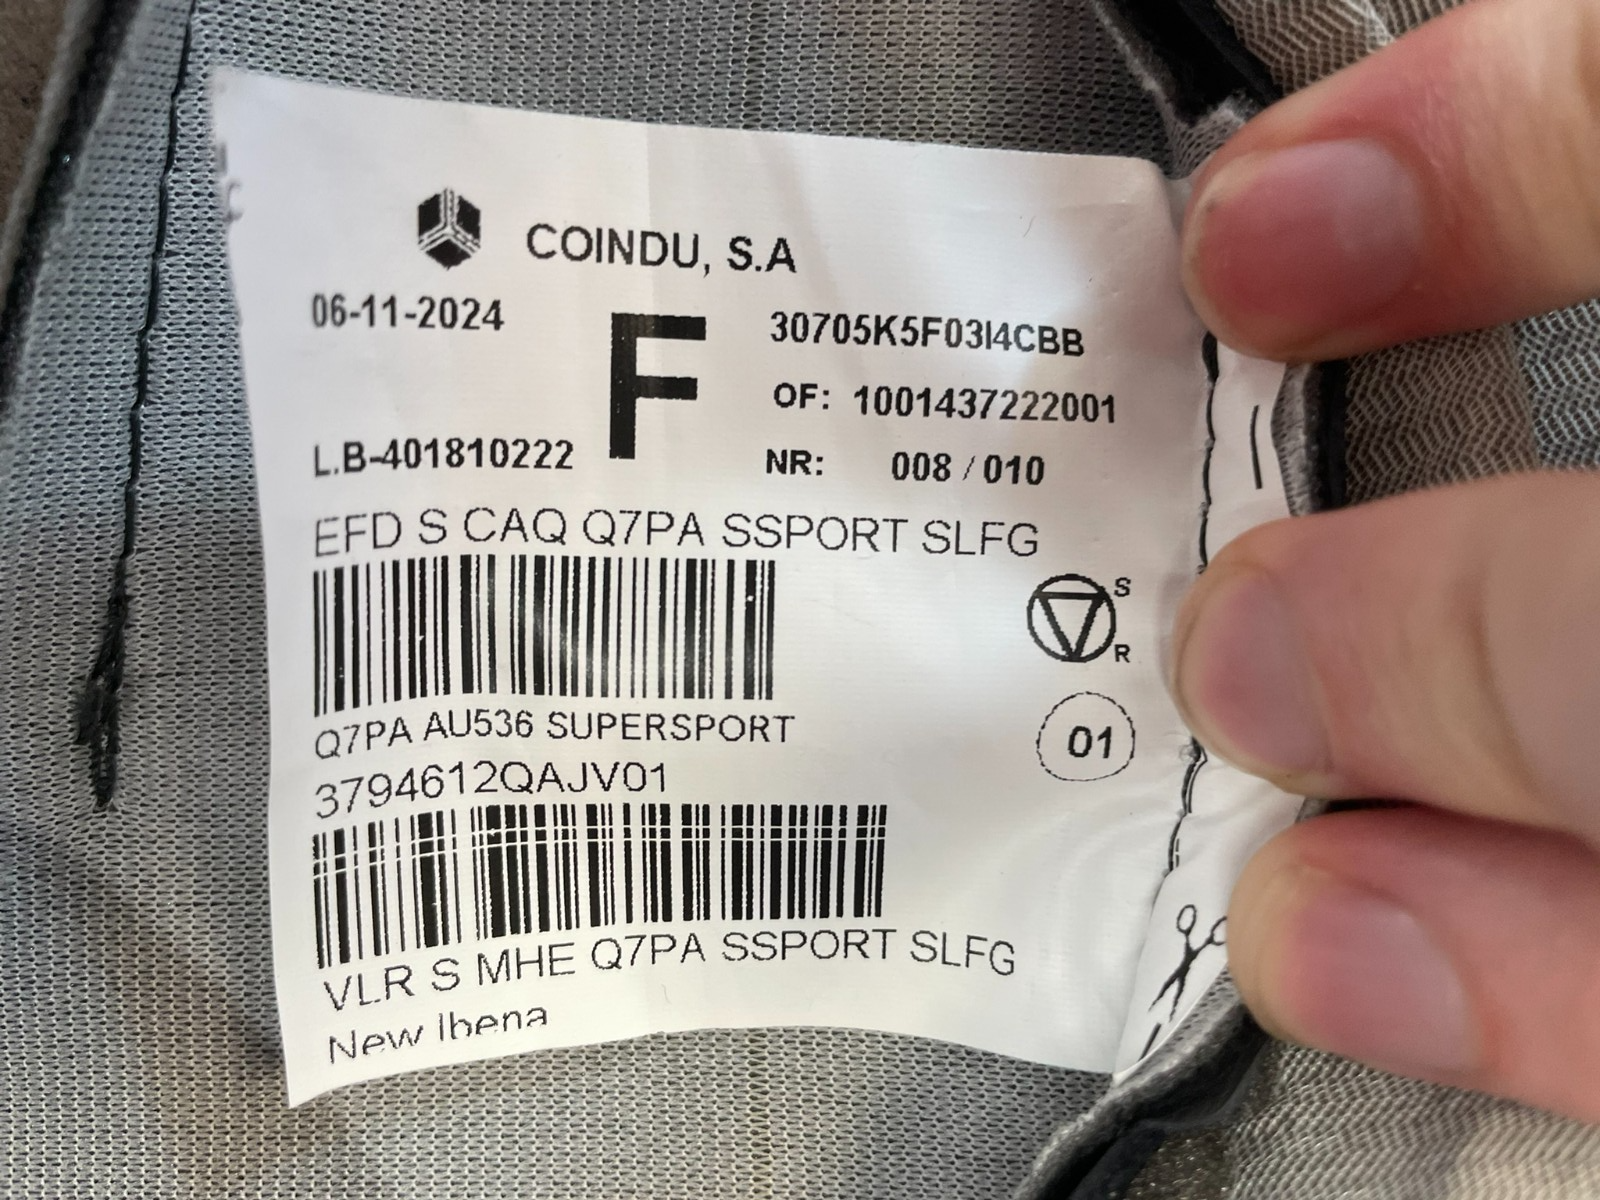 COINDU, S.A
06-11-2024
F
30705K5F03I4CBB
OF: 1001437222001
L.B-401810222
NR: 008 / 010
EFD S CAQ Q7PA SSPORT SLFG
S
R
Q7PA AU536 SUPERSPORT
01
3794612QAJV01
VLR S MHE Q7PA SSPORT SLFG
New Ibena